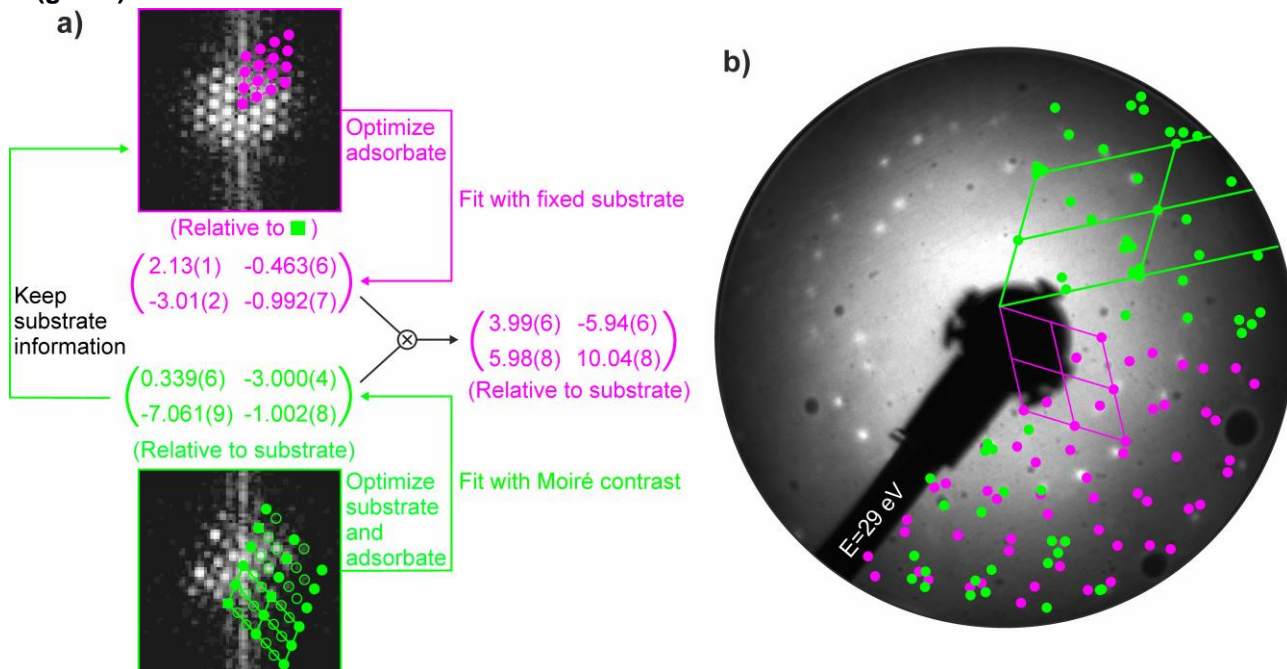 a)
Optimize
adsorbate
Fit with fixed substrate
(Relative to ■ )
2.13(1) -0.463(6)
-3.01(2) -0.992(7)
Keep
substrate
information
3.99(6) -5.94(6)
5.98(8) 10.04(8)
(Relative to substrate)
0.339(6) -3.000(4)
-7.061(9) -1.002(8)
(Relative to substrate)
Optimize
substrate
and
adsorbate
Fit with Moiré contrast
b)
E=29 eV